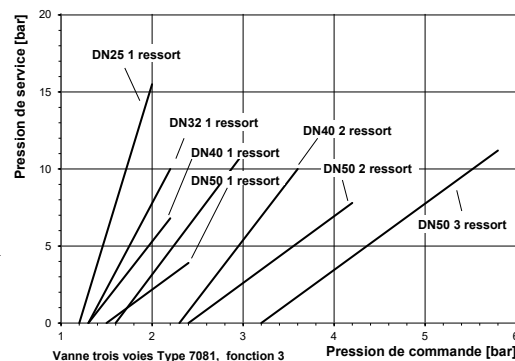 Pression de service [bar]
20
15
10
5
0
DN25 1 ressort
DN32 1 ressort
DN40 1 ressort
DN50 1 ressort
DN40 2 ressort
DN50 2 ressort
DN50 3 ressort
1 2 3 4 5 6
Vanne trois voies Type 7081, fonction 3
Pression de commande [bar]